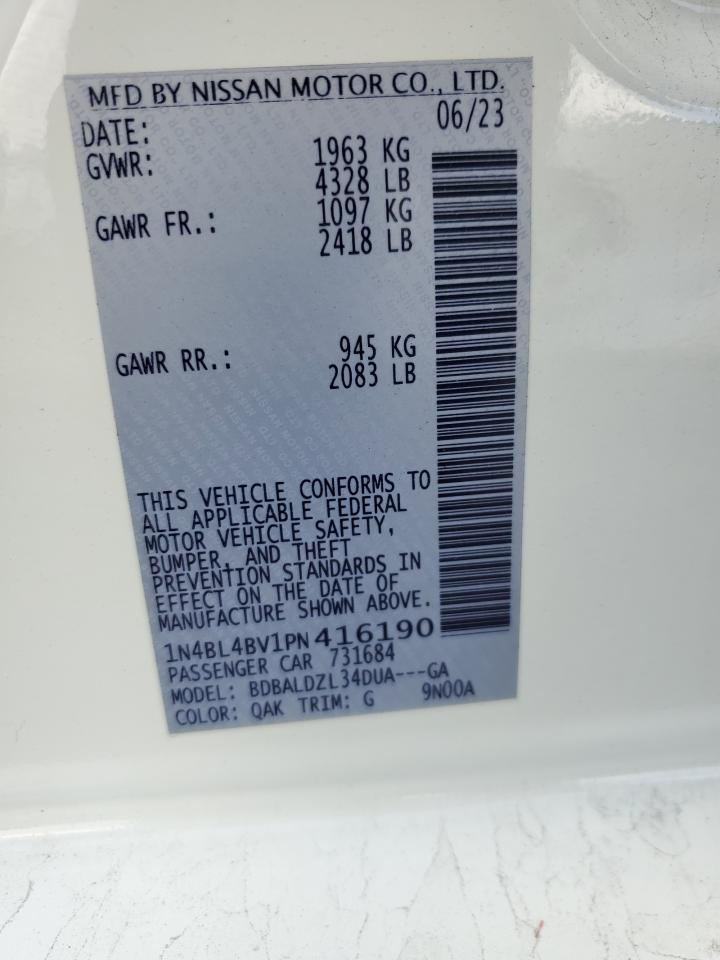 MFD BY NISSAN MOTOR CO., LTD.
DATE: 06/23
GVWR: 1963 KG
4328 LB
GAWR FR.: 1097 KG
2418 LB
GAWR RR.: 945 KG
2083 LB
THIS VEHICLE CONFORMS TO
ALL APPLICABLE FEDERAL
MOTOR VEHICLE SAFETY,
BUMPER, AND THEFT
PREVENTION STANDARDS IN
EFFECT ON THE DATE OF
MANUFACTURE SHOWN ABOVE.
1N4BL4BV1PN416190
PASSENGER CAR 731684
MODEL: BDBALDZL34DUA---GA
COLOR: QAK TRIM: G 9N00A